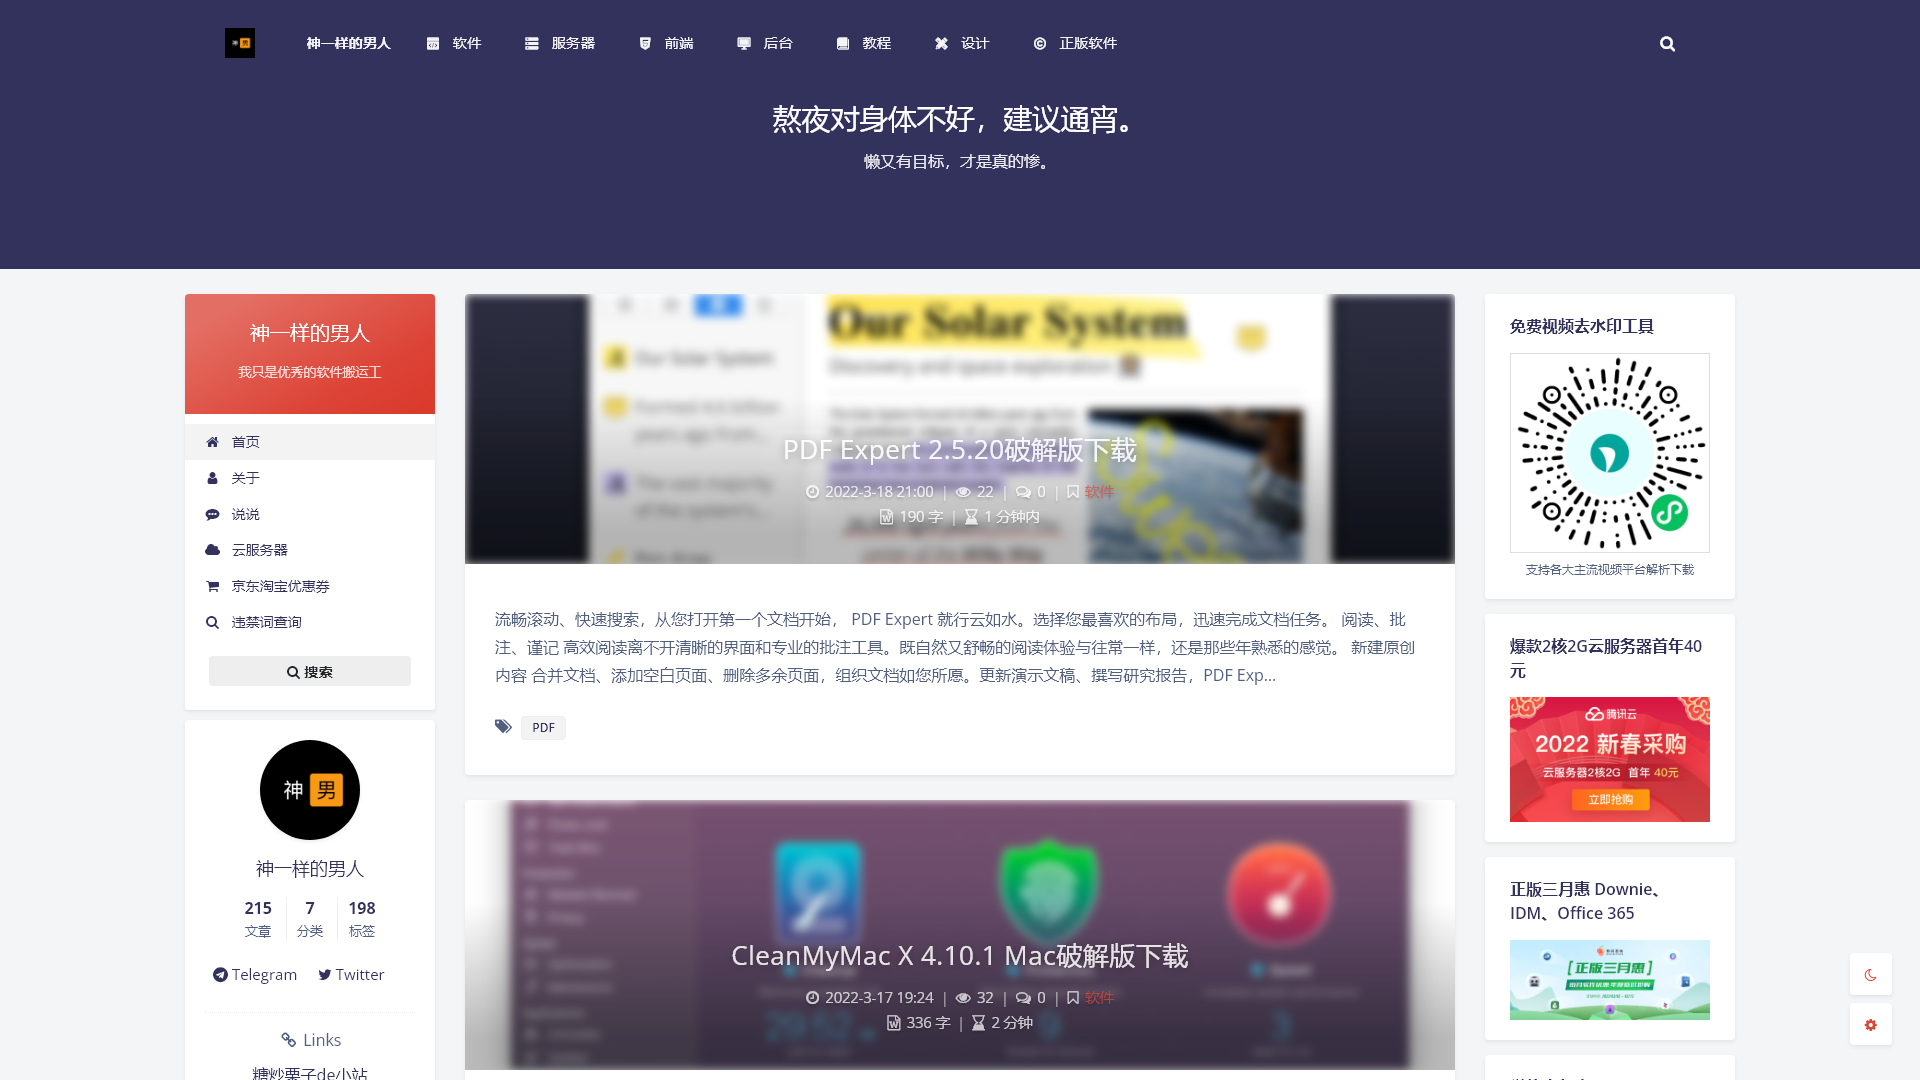 神 男
神一样的男人
软件
服务器
前端
后台
教程
设计
正版软件
熬夜对身体不好，建议通宵。
懒又有目标，才是真的惨。
神一样的男人
我只是优秀的软件搬运工
首页
关于
说说
云服务器
京东淘宝优惠券
违禁词查询
搜索
神 男
神一样的男人
215
文章
7
分类
198
标签
Telegram
Twitter
Links
糖炒栗子de小站
Our Solar System
Discovery and space exploration
Our Solar System
PDF Expert 2.5.20破解版下载
2022-3-18 21:00 | 22 | 0 | 软件
190 字 | 1 分钟内
流畅滚动、快速搜索，从您打开第一个文档开始， PDF Expert 就行云如水。选择您最喜欢的布局，迅速完成文档任务。 阅读、批
注、谨记 高效阅读离不开清晰的界面和专业的批注工具。既自然又舒畅的阅读体验与往常一样，还是那些年熟悉的感觉。 新建原创
内容 合并文档、添加空白页面、删除多余页面，组织文档如您所愿。更新演示文稿、撰写研究报告，PDF Exp...
PDF
CleanMyMac X 4.10.1 Mac破解版下载
2022-3-17 19:24 | 32 | 0 | 软件
336 字 | 2 分钟
免费视频去水印工具
支持各大主流视频平台解析下载
爆款2核2G云服务器首年40
元
腾讯云
2022 新春采购
云服务器2核2G 首年 40元
立即抢购
正版三月惠 Downie、
IDM、Office 365
[正版三月惠]